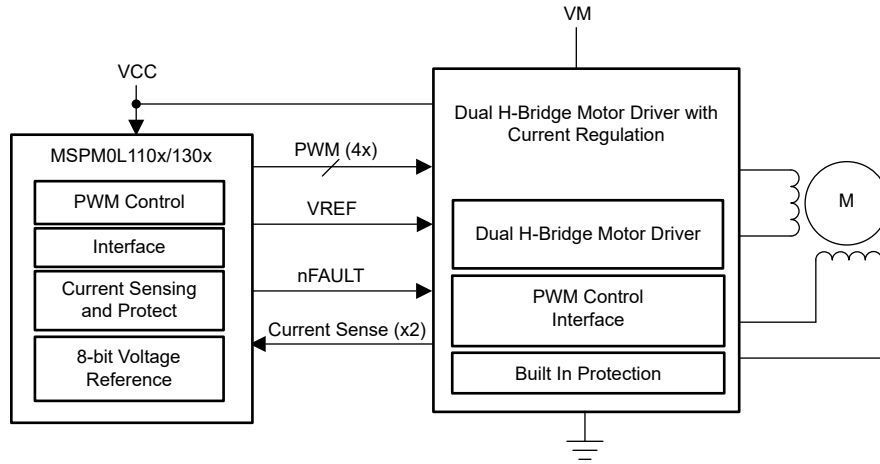 VM
VCC
MSPM0L110x/130x
PWM Control
Interface
Current Sensing
and Protect
8-bit Voltage
Reference
PWM (4x)
VREF
nFAULT
Current Sense (x2)
Dual H-Bridge Motor Driver with
Current Regulation
Dual H-Bridge Motor Driver
PWM Control
Interface
Built In Protection
M